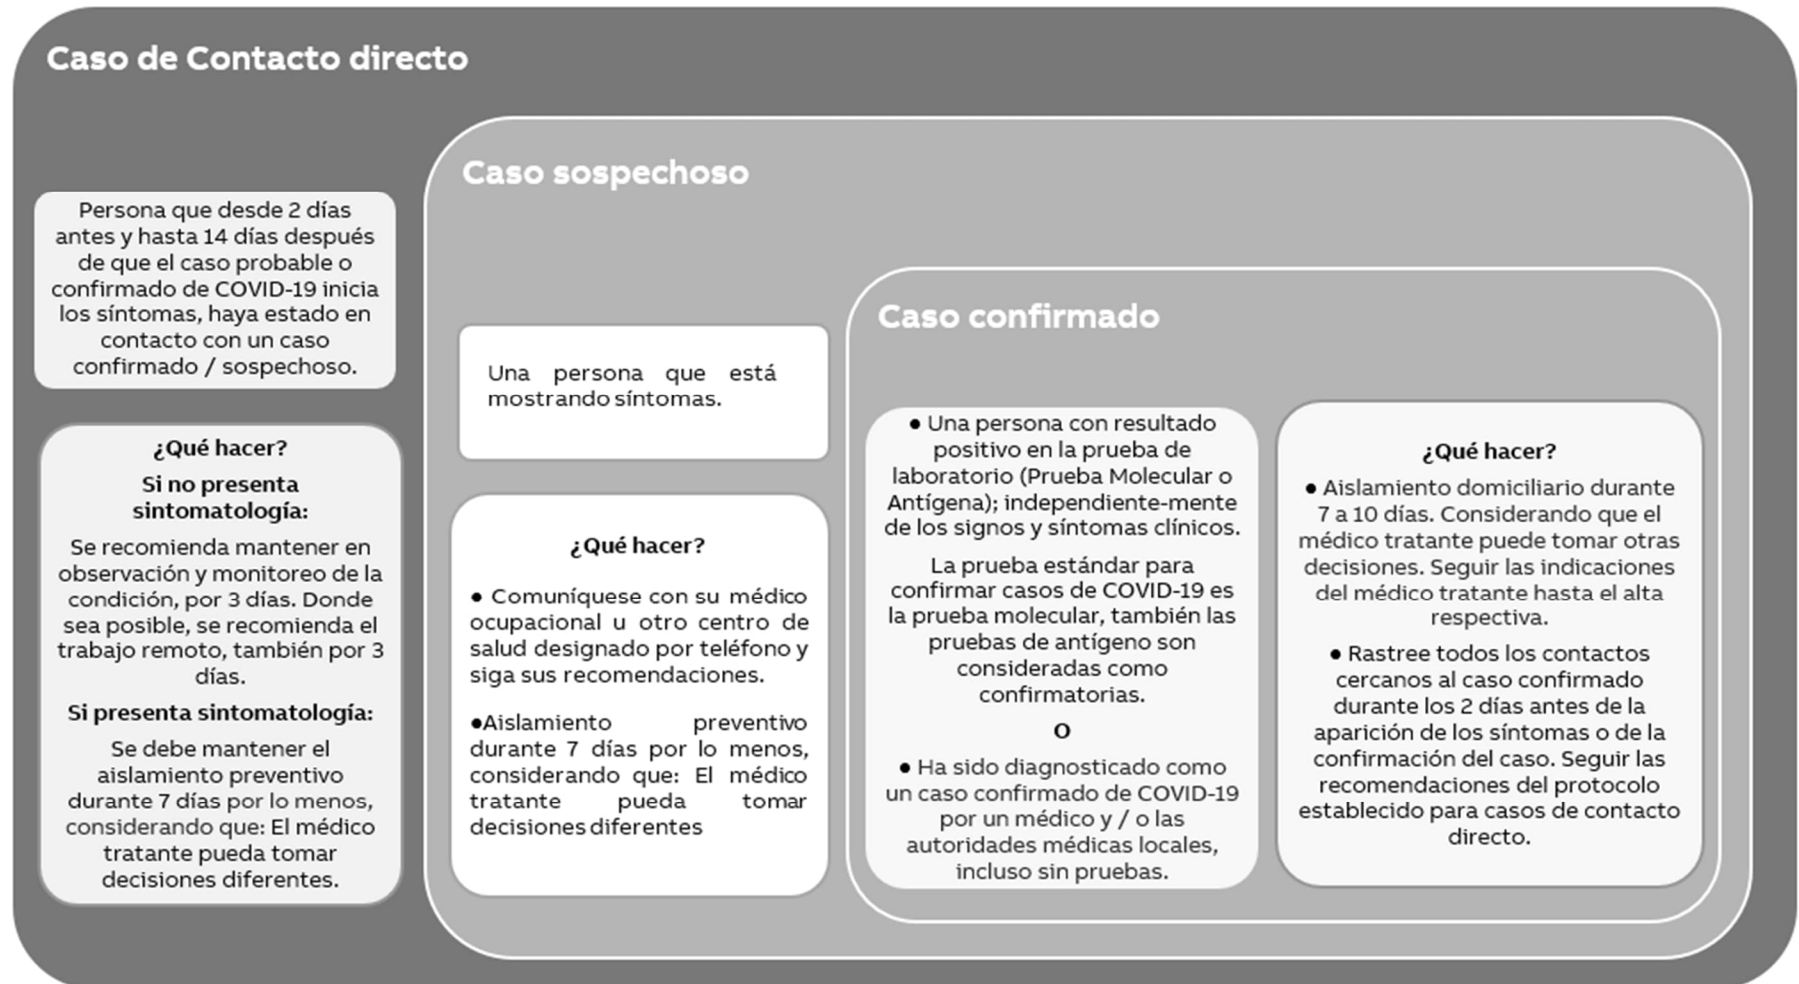 Caso de Contacto directo
Persona que desde 2 días
antes y hasta 14 días después
de que el caso probable o
confirmado de COVID-19 inicia
los síntomas, haya estado en
contacto con un caso
confirmado / sospechoso.
¿Qué hacer?
Si no presenta
sintomatología:
Se recomienda mantener en
observación y monitoreo de la
condición, por 3 días. Donde
sea posible, se recomienda el
trabajo remoto, también por 3
días.
Si presenta sintomatología:
Se debe mantener el
aislamiento preventivo
durante 7 días por lo menos,
considerando que: El médico
tratante pueda tomar
decisiones diferentes.
Caso sospechoso
Una persona que está
mostrando síntomas.
¿Qué hacer?
● Comuníquese con su médico
ocupacional u otro centro de
salud designado por teléfono y
siga sus recomendaciones.
●Aislamiento preventivo
durante 7 días por lo menos,
considerando que: El médico
tratante pueda tomar
decisiones diferentes
Caso confirmado
● Una persona con resultado
positivo en la prueba de
laboratorio (Prueba Molecular o
Antígena); independiente-mente
de los signos y síntomas clínicos.
La prueba estándar para
confirmar casos de COVID-19 es
la prueba molecular, también las
pruebas de antígeno son
consideradas como
confirmatorias.
O
● Ha sido diagnosticado como
un caso confirmado de COVID-19
por un médico y / o las
autoridades médicas locales,
incluso sin pruebas.
¿Qué hacer?
● Aislamiento domiciliario durante
7 a 10 días. Considerando que el
médico tratante puede tomar otras
decisiones. Seguir las indicaciones
del médico tratante hasta el alta
respectiva.
● Rastree todos los contactos
cercanos al caso confirmado
durante los 2 días antes de la
aparición de los síntomas o de la
confirmación del caso. Seguir las
recomendaciones del protocolo
establecido para casos de contacto
directo.